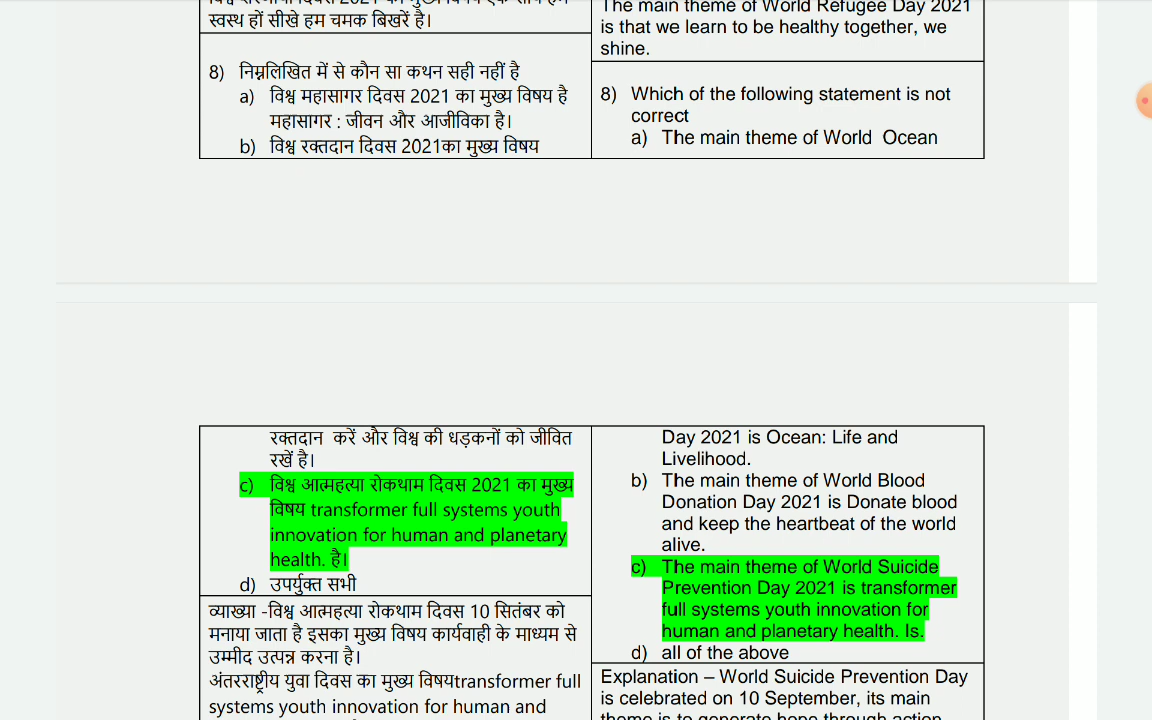 स्वस्थ हों सीखे हम चमक बिखरें है।
8) निम्नलिखित में से कौन सा कथन सही नहीं है
a) विश्व महासागर दिवस 2021 का मुख्य विषय है
महासागर : जीवन और आजीविका है।
b) विश्व रक्तदान दिवस 2021का मुख्य विषय
The main theme of World Refugee Day 2021
is that we learn to be healthy together, we
shine.
8) Which of the following statement is not
correct
a) The main theme of World Ocean
रक्तदान करें और विश्व की धड़कनों को जीवित
रखें है।
c) विश्व आत्महत्या रोकथाम दिवस 2021 का मुख्य
विषय transformer full systems youth
innovation for human and planetary
health. है।
d) उपर्युक्त सभी
व्याख्या -विश्व आत्महत्या रोकथाम दिवस 10 सितंबर को
मनाया जाता है इसका मुख्य विषय कार्यवाही के माध्यम से
उम्मीद उत्पन्न करना है।
अंतरराष्ट्रीय युवा दिवस का मुख्य विषयtransformer full
systems youth innovation for human and
Day 2021 is Ocean: Life and
Livelihood.
b) The main theme of World Blood
Donation Day 2021 is Donate blood
and keep the heartbeat of the world
alive.
c) The main theme of World Suicide
Prevention Day 2021 is transformer
full systems youth innovation for
human and planetary health. Is.
d) all of the above
Explanation – World Suicide Prevention Day
is celebrated on 10 September, its main
theme is to generate hope through action